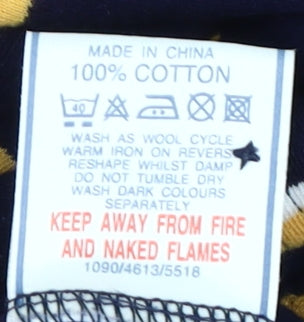 MADE IN CHINA
100% COTTON
40
WASH AS WOOL CYCLE
WARM IRON ON REVERS
RESHAPE WHILST DAMP
DO NOT TUMBLE DRY
WASH DARK COLOURS
SEPARATELY
KEEP AWAY FROM FIRE
AND NAKED FLAMES
1090/4613/5518